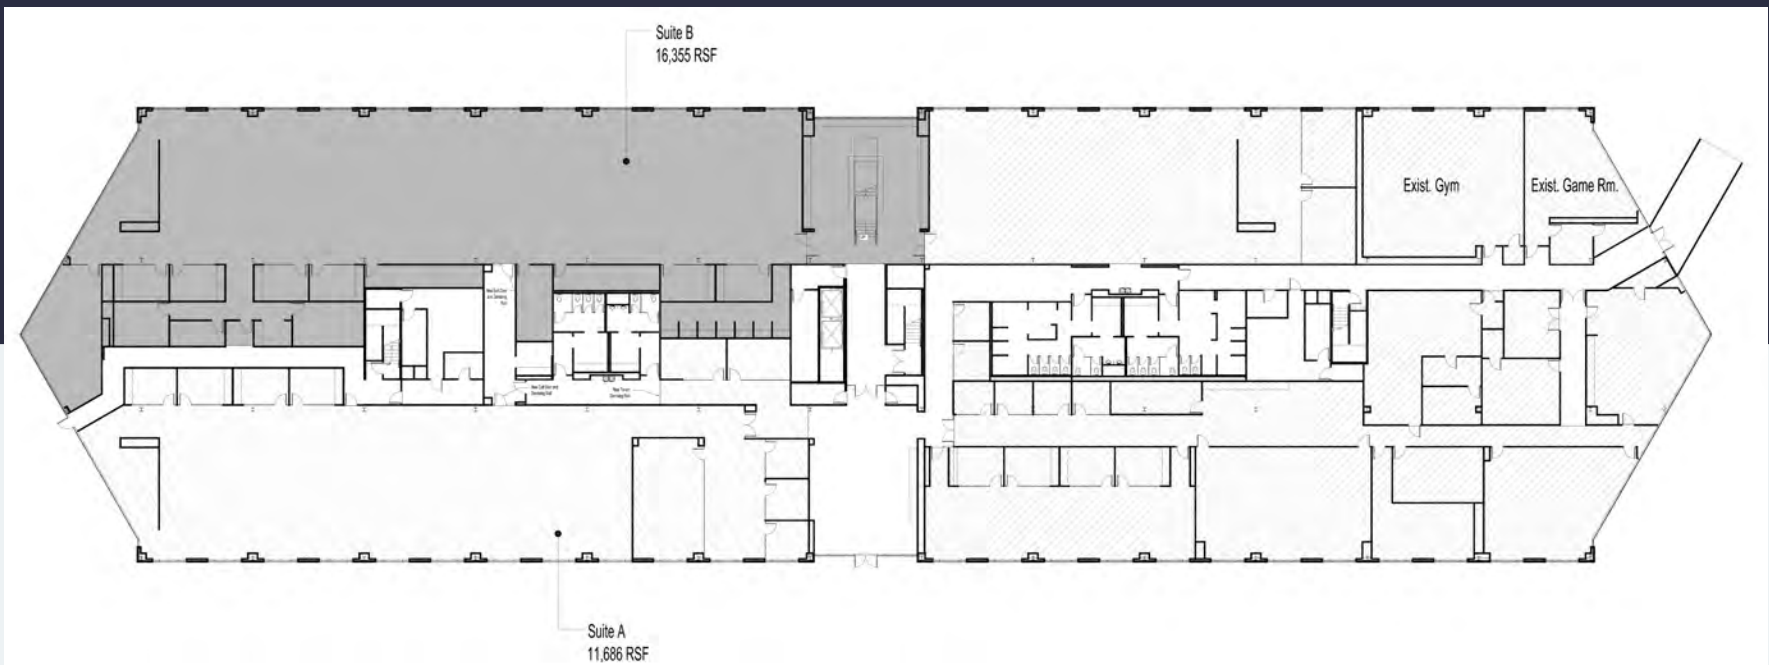 Suite B
16,355 RSF
Exist. Gym
Exist. Game Rm.
Suite A
11,686 RSF